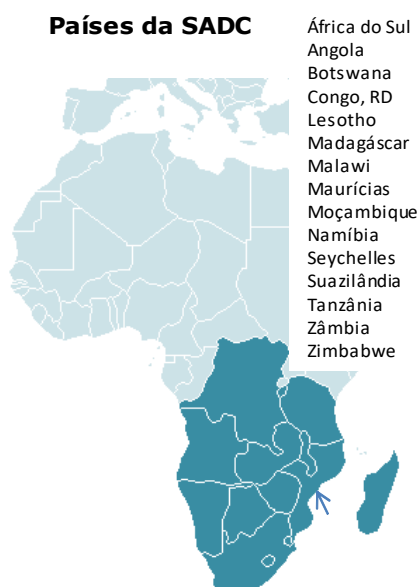 Países da SADC
África do Sul
Angola
Botswana
Congo, RD
Lesotho
Madagáscar
Malawi
Maurícias
Moçambique
Namíbia
Seychelles
Suazilândia
Tanzânia
Zâmbia
Zimbabwe